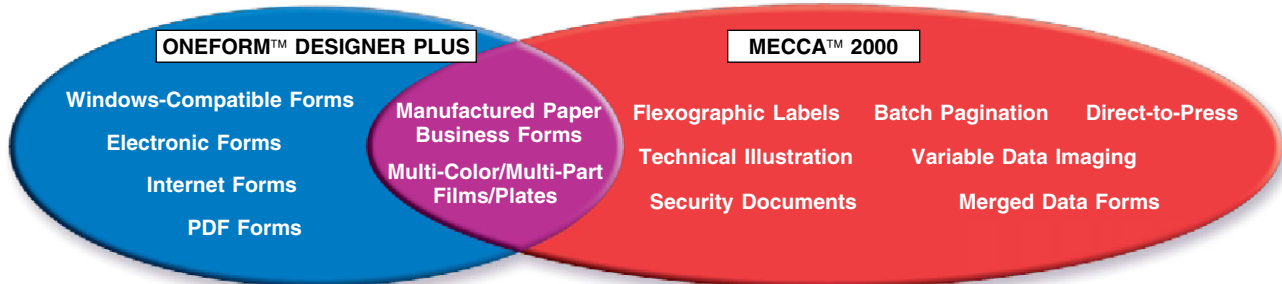 ONEFORM™ DESIGNER PLUS
MECCA™ 2000
Windows-Compatible Forms
Electronic Forms
Internet Forms
PDF Forms
Manufactured Paper
Business Forms
Multi-Color/Multi-Part
Films/Plates
Flexographic Labels
Batch Pagination
Direct-to-Press
Technical Illustration
Variable Data Imaging
Security Documents
Merged Data Forms